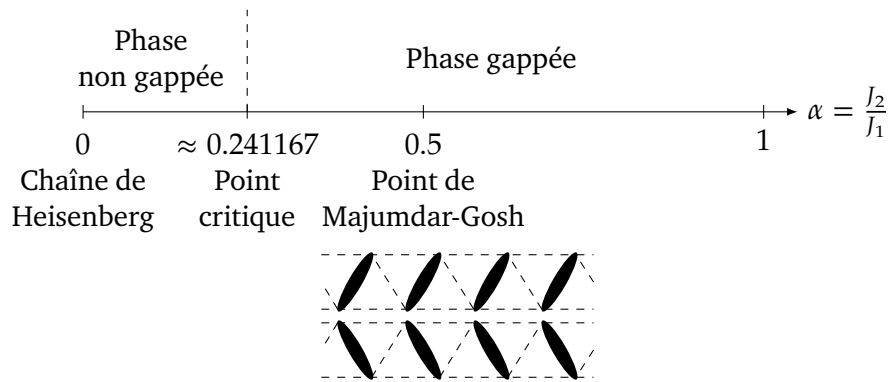 Phase
non gappée
Phase gappée
α = J₂/J₁
0
≈ 0.241167
0.5
1
Chaîne de
Heisenberg
Point
critique
Point de
Majumdar-Gosh